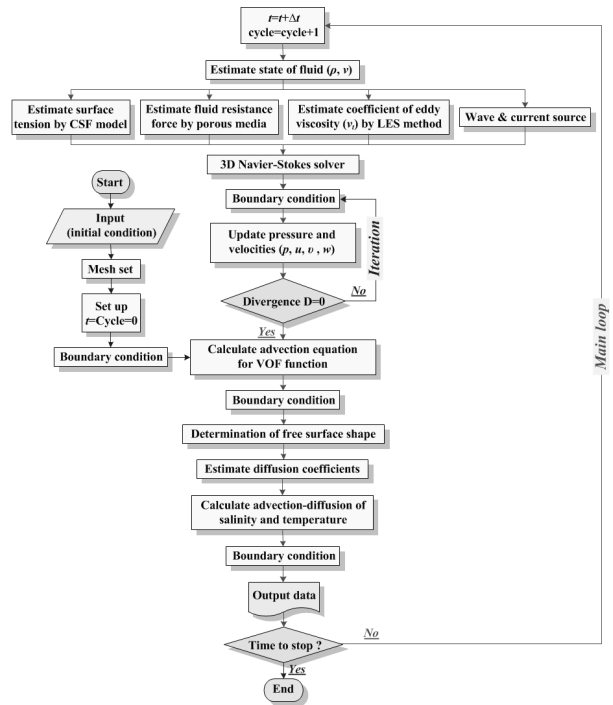 t=t+Δt
cycle=cycle+1
Estimate state of fluid (ρ, ν)
Estimate surface
tension by CSF model
Estimate fluid resistance
force by porous media
Estimate coefficient of eddy
viscosity (νt) by LES method
Wave & current source
3D Navier-Stokes solver
Start
Boundary condition
Input
(initial condition)
Update pressure and
velocities (p, u, υ , w)
Iteration
Mesh set
No
Divergence D=0
Set up
t=Cycle=0
Yes
Boundary condition
Calculate advection equation
for VOF function
Main loop
Boundary condition
Determination of free surface shape
Estimate diffusion coefficients
Calculate advection-diffusion of
salinity and temperature
Boundary condition
Output data
Time to stop ?
No
Yes
End